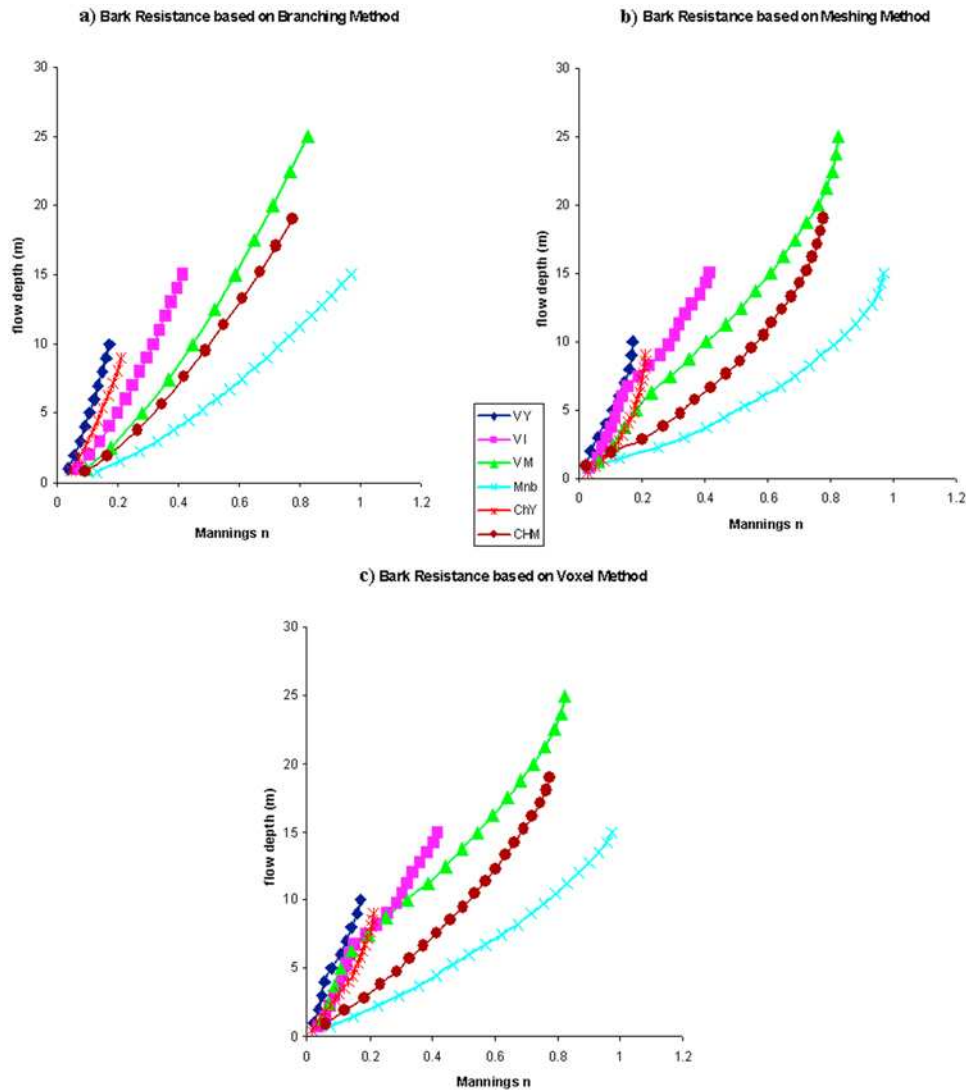 a) Bark Resistance based on Branching Method
30
25
20
15
10
5
0
flow depth (m)
0 0.2 0.4 0.6 0.8 1 1.2
Mannings n
b) Bark Resistance based on Meshing Method
30
25
20
15
10
5
0
flow depth (m)
0 0.2 0.4 0.6 0.8 1 1.2
Mannings n
VY
VI
VM
Mnb
ChY
CHM
c) Bark Resistance based on Voxel Method
30
25
20
15
10
5
0
flow depth (m)
0 0.2 0.4 0.6 0.8 1 1.2
Mannings n